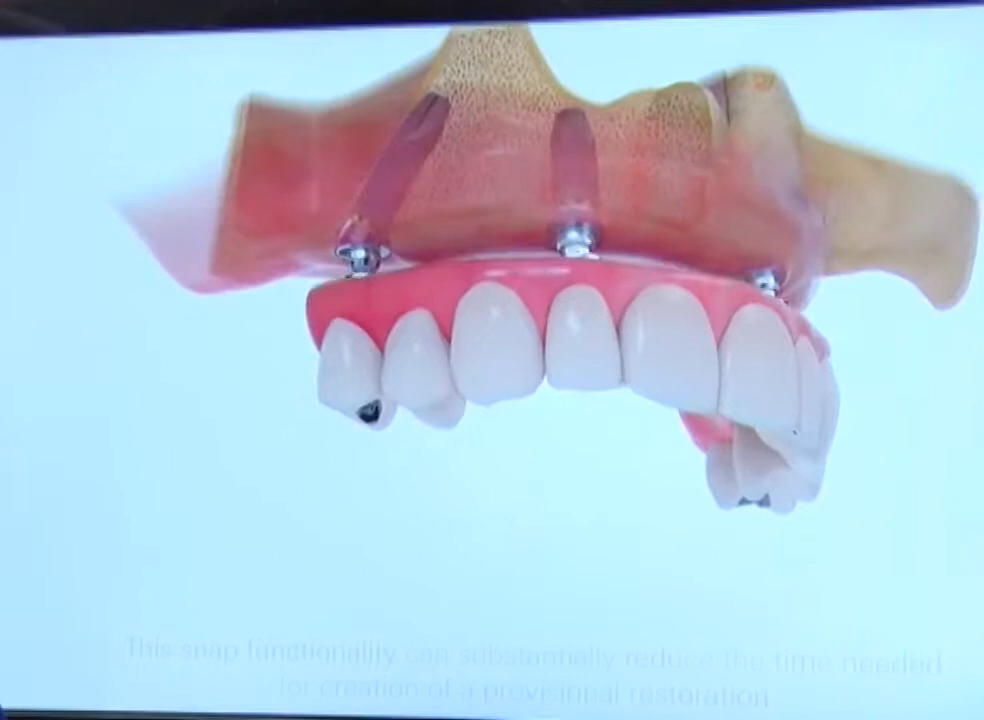 This snap functionality can substantially reduce the time needed
for creation of a provisional restoration